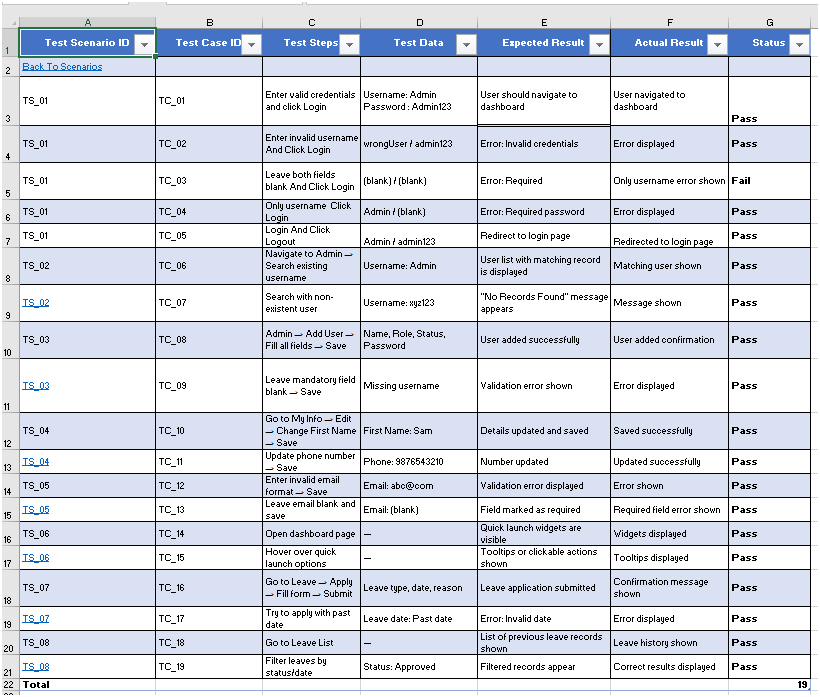 A B C D E F G
1 Test Scenario ID Test Case ID Test Steps Test Data Expected Result Actual Result Status
2 Back To Scenarios
Enter valid credentials Username: Admin User should navigate to User navigated to
TS_01 TC_01 and click Login Password : Admin123 dashboard dashboard
3 Pass
Enter invalid username
TS_01 TC_02 And Click Login wrongUser / admin123 Error: Invalid credentials Error displayed Pass
4
Leave both fields
TS_01 TC_03 blank And Click Login (blank) / (blank) Error: Required Only username error shown Fail
5
Only username Click
6 TS_01 TC_04 Login Admin / (blank) Error: Required password Error displayed Pass
Login And Click
7 TS_01 TC_05 Logout Admin / admin123 Redirect to login page Redirected to login page Pass
Navigate to Admin → User list with matching record
TS_02 TC_06 Search existing Username: Admin is displayed Matching user shown Pass
8 username
Search with non- "No Records Found" message
TS_02 TC_07 existent user Username: xyz123 appears Message shown Pass
9
Admin → Add User → Name, Role, Status,
TS_03 TC_08 Fill all fields → Save Password User added successfully User added confirmation Pass
10
Leave mandatory field
TS_03 TC_09 blank → Save Missing username Validation error shown Error displayed Pass
11
Go to My Info → Edit
TS_04 TC_10 → Change First Name First Name: Sam Details updated and saved Saved successfully Pass
12 → Save
Update phone number
13 TS_04 TC_11 → Save Phone: 9876543210 Number updated Updated successfully Pass
Enter invalid email
14 TS_05 TC_12 format → Save Email: abc@com Validation error displayed Error shown Pass
Leave email blank and
15 TS_05 TC_13 save Email: (blank) Field marked as required Required field error shown Pass
Quick launch widgets are
16 TS_06 TC_14 Open dashboard page — visible Widgets displayed Pass
Hover over quick Tooltips or clickable actions
17 TS_06 TC_15 launch options — shown Tooltips displayed Pass
Go to Leave → Apply Confirmation message
TS_07 TC_16 → Fill form → Submit Leave type, date, reason Leave application submitted shown Pass
18
Try to apply with past
19 TS_07 TC_17 date Leave date: Past date Error: Invalid date Error displayed Pass
List of previous leave records
20 TS_08 TC_18 Go to Leave List — shown Leave history shown Pass
Filter leaves by
21 TS_08 TC_19 status/date Status: Approved Filtered records appear Correct results displayed Pass
22 Total 19